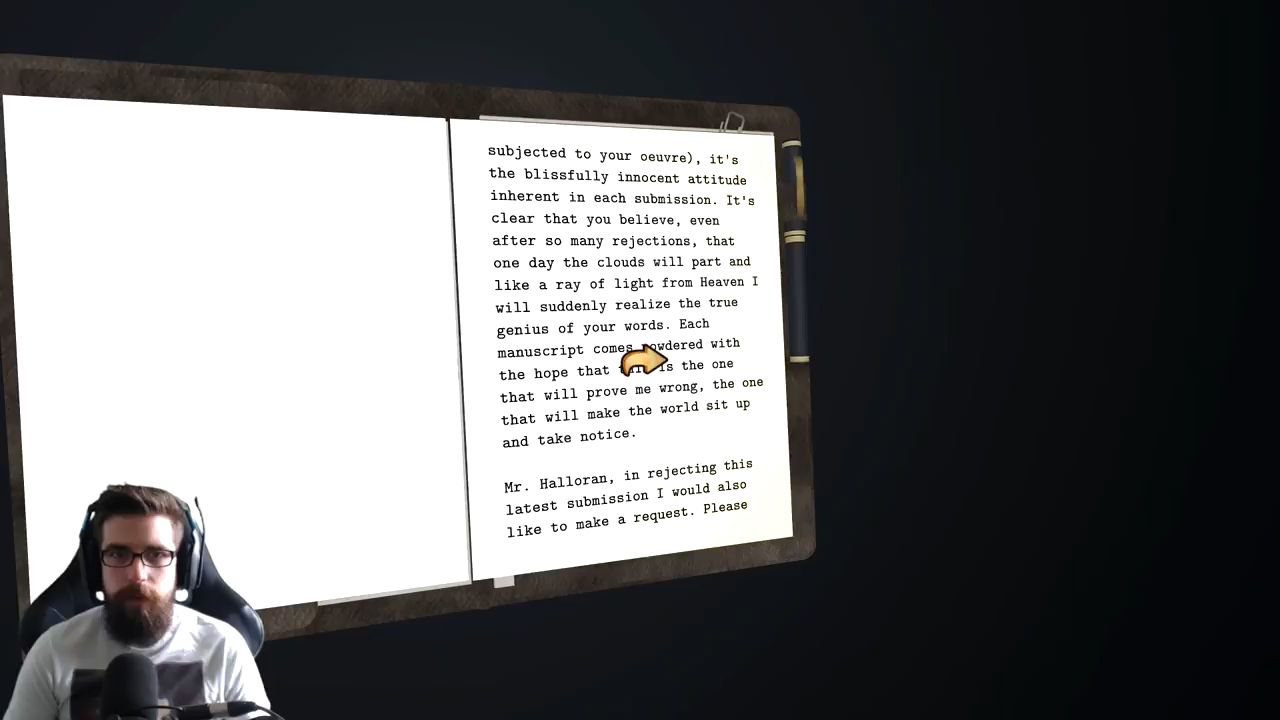 subjected to your oeuvre), it's
the blissfully innocent attitude
inherent in each submission. It's
clear that you believe, even
after so many rejections, that
one day the clouds will part and
like a ray of light from Heaven I
will suddenly realize the true
genius of your words. Each
manuscript comes powdered with
the hope that this is the one
that will prove me wrong, the one
that will make the world sit up
and take notice.
Mr. Halloran, in rejecting this
latest submission I would also
like to make a request. Please